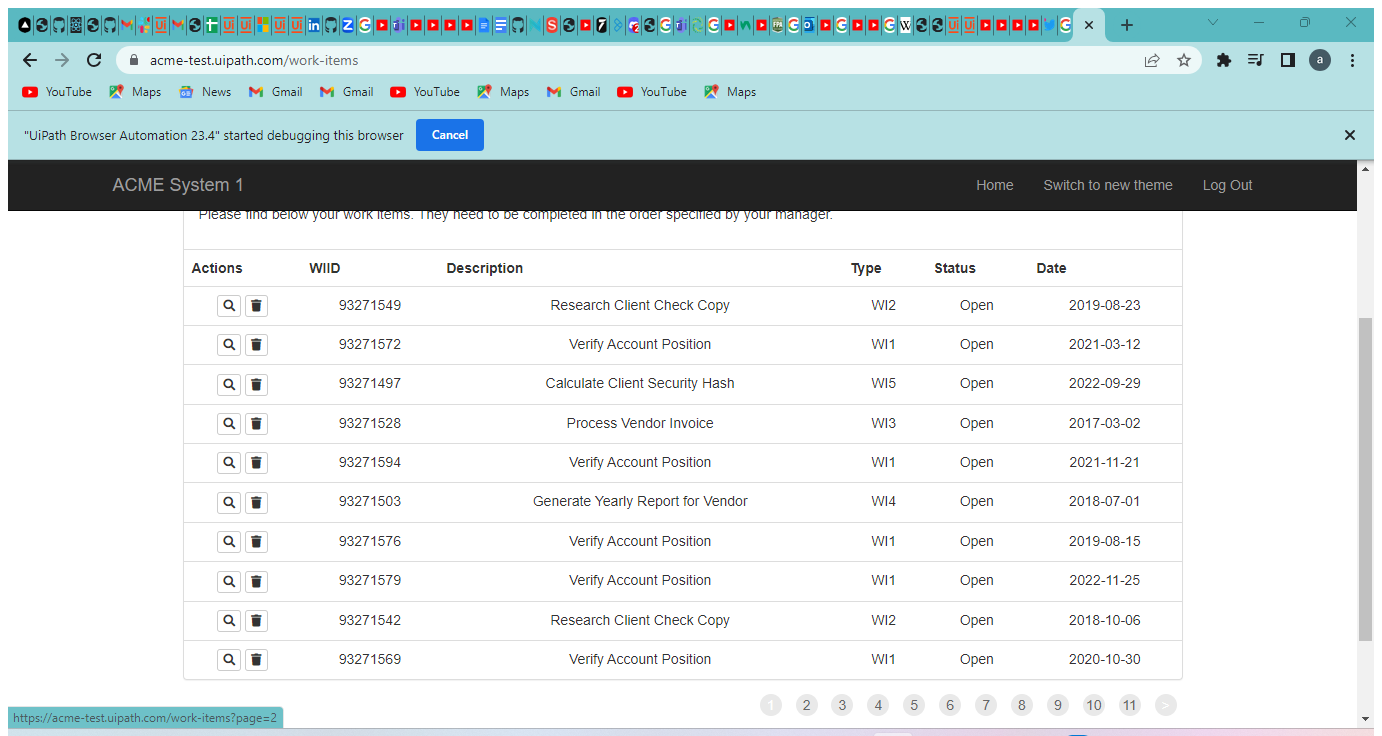 acme-test.uipath.com/work-items
a
YouTube Maps News Gmail Gmail YouTube Maps Gmail YouTube Maps
"UiPath Browser Automation 23.4" started debugging this browser Cancel
ACME System 1 Home Switch to new theme Log Out
Please find below your work items. They need to be completed in the order specified by your manager.
Actions WIID Description Type Status Date
93271549 Research Client Check Copy WI2 Open 2019-08-23
93271572 Verify Account Position WI1 Open 2021-03-12
93271497 Calculate Client Security Hash WI5 Open 2022-09-29
93271528 Process Vendor Invoice WI3 Open 2017-03-02
93271594 Verify Account Position WI1 Open 2021-11-21
93271503 Generate Yearly Report for Vendor WI4 Open 2018-07-01
93271576 Verify Account Position WI1 Open 2019-08-15
93271579 Verify Account Position WI1 Open 2022-11-25
93271542 Research Client Check Copy WI2 Open 2018-10-06
93271569 Verify Account Position WI1 Open 2020-10-30
1 2 3 4 5 6 7 8 9 10 11 >
https://acme-test.uipath.com/work-items?page=2